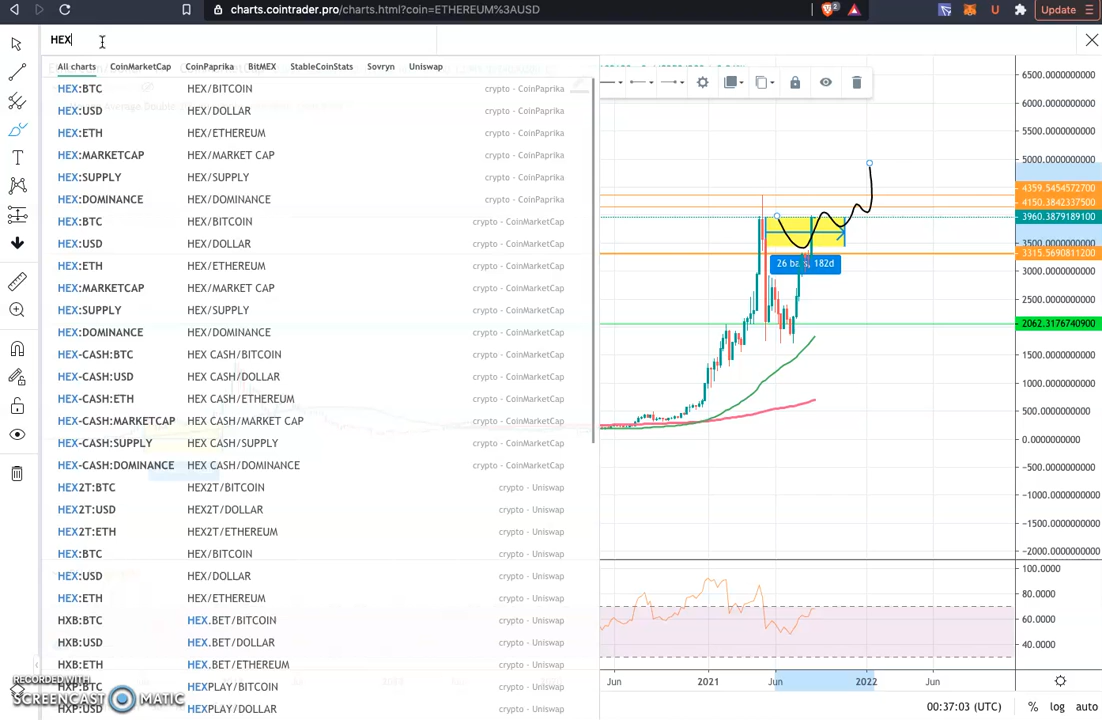 charts.cointrader.pro/charts.html?coin=ETHEREUM%3AUSD
2
U
Update
HEX
All charts CoinMarketCap CoinPaprika BitMEX StableCoinStats Sovryn Uniswap
HEX:BTC HEX/BITCOIN crypto - CoinPaprika
HEX:USD HEX/DOLLAR crypto - CoinPaprika
HEX:ETH HEX/ETHEREUM crypto - CoinPaprika
HEX:MARKETCAP HEX/MARKET CAP crypto - CoinPaprika
HEX:SUPPLY HEX/SUPPLY crypto - CoinPaprika
HEX:DOMINANCE HEX/DOMINANCE crypto - CoinPaprika
HEX:BTC HEX/BITCOIN crypto - CoinMarketCap
HEX:USD HEX/DOLLAR crypto - CoinMarketCap
HEX:ETH HEX/ETHEREUM crypto - CoinMarketCap
HEX:MARKETCAP HEX/MARKET CAP crypto - CoinMarketCap
HEX:SUPPLY HEX/SUPPLY crypto - CoinMarketCap
HEX:DOMINANCE HEX/DOMINANCE crypto - CoinMarketCap
HEX-CASH:BTC HEX CASH/BITCOIN crypto - CoinMarketCap
HEX-CASH:USD HEX CASH/DOLLAR crypto - CoinMarketCap
HEX-CASH:ETH HEX CASH/ETHEREUM crypto - CoinMarketCap
HEX-CASH:MARKETCAP HEX CASH/MARKET CAP crypto - CoinMarketCap
HEX-CASH:SUPPLY HEX CASH/SUPPLY crypto - CoinMarketCap
HEX-CASH:DOMINANCE HEX CASH/DOMINANCE crypto - CoinMarketCap
HEX2T:BTC HEX2T/BITCOIN crypto - Uniswap
HEX2T:USD HEX2T/DOLLAR crypto - Uniswap
HEX2T:ETH HEX2T/ETHEREUM crypto - Uniswap
HEX:BTC HEX/BITCOIN crypto - Uniswap
HEX:USD HEX/DOLLAR crypto - Uniswap
HEX:ETH HEX/ETHEREUM crypto - Uniswap
HXB:BTC HEX.BET/BITCOIN crypto - Uniswap
HXB:USD HEX.BET/DOLLAR crypto - Uniswap
HXB:ETH HEX.BET/ETHEREUM crypto - Uniswap
HXP:BTC HEXPLAY/BITCOIN crypto - Uniswap
HXP:USD HEXPLAY/DOLLAR crypto - Uniswap
6500.0000000000
6000.0000000000
5000.0000000000
4359.5454572700
4150.3842337500
3960.3879189100
3500.0000000000
3315.5690811200
3000.0000000000
2500.0000000000
2062.3176740900
1500.0000000000
1000.0000000000
500.0000000000
0.0000000000
−500.0000000000
−1000.0000000000
−1500.0000000000
−2000.0000000000
182d
100.0000
80.0000
60.0000
40.0000
Jun 2021 Jun 2022 Jun
00:37:03 (UTC) % log auto
RECORDED WITH
SCREENCAST MATIC